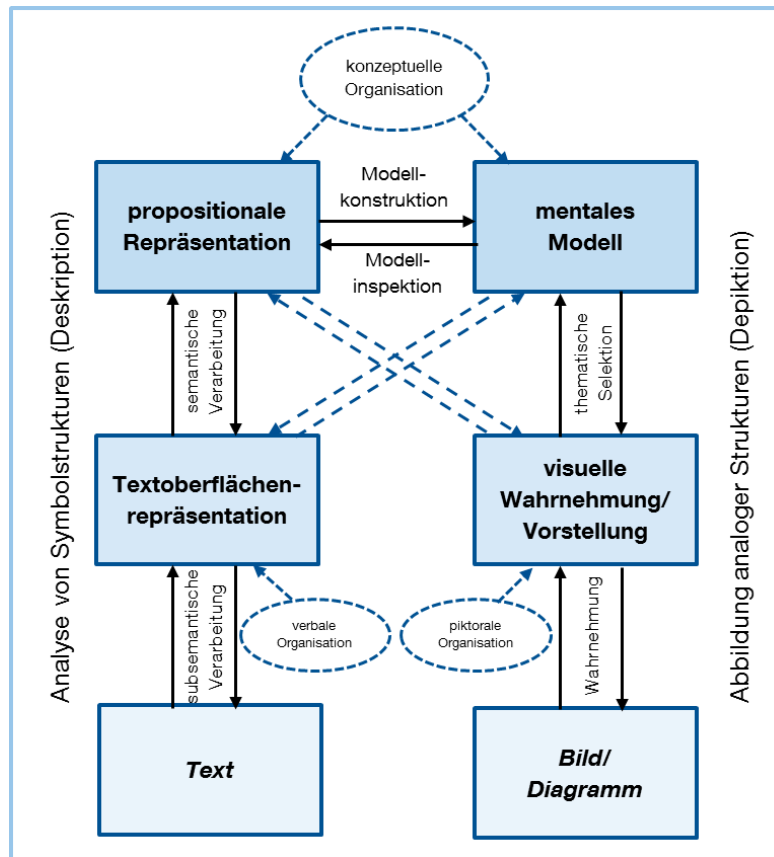 konzeptuelle
Organisation
propositionale
Repräsentation
Modell-
konstruktion
Modell-
inspektion
mentales
Modell
Analyse von Symbolstrukturen (Deskription)
semantische
Verarbeitung
thematische
Selektion
Abbildung analoger Strukturen (Depiktion)
Textoberflächen-
repräsentation
visuelle
Wahrnehmung/
Vorstellung
subsemantische
Verarbeitung
verbale
Organisation
piktorale
Organisation
Wahrnehmung
Text
Bild/
Diagramm